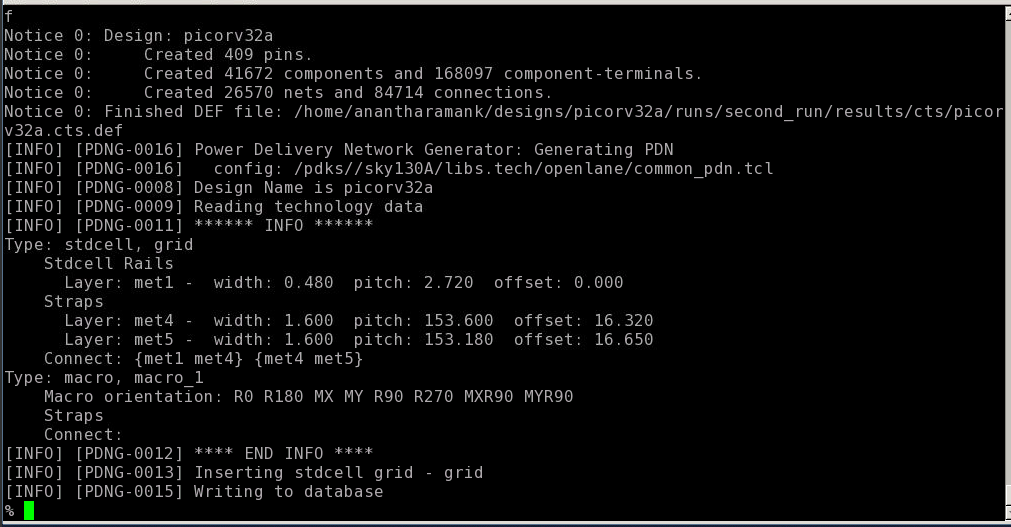 f
Notice 0: Design: picorv32a
Notice 0:     Created 409 pins.
Notice 0:     Created 41672 components and 168097 component-terminals.
Notice 0:     Created 26570 nets and 84714 connections.
Notice 0: Finished DEF file: /home/anantharamank/designs/picorv32a/runs/second_run/results/cts/picor
v32a.cts.def
[INFO] [PDNG-0016] Power Delivery Network Generator: Generating PDN
[INFO] [PDNG-0016]   config: /pdks//sky130A/libs.tech/openlane/common_pdn.tcl
[INFO] [PDNG-0008] Design Name is picorv32a
[INFO] [PDNG-0009] Reading technology data
[INFO] [PDNG-0011] ****** INFO ******
Type: stdcell, grid
    Stdcell Rails
      Layer: met1 -  width: 0.480  pitch: 2.720  offset: 0.000
    Straps
      Layer: met4 -  width: 1.600  pitch: 153.600  offset: 16.320
      Layer: met5 -  width: 1.600  pitch: 153.180  offset: 16.650
    Connect: {met1 met4} {met4 met5}
Type: macro, macro_1
    Macro orientation: R0 R180 MX MY R90 R270 MXR90 MYR90
    Straps
    Connect:
[INFO] [PDNG-0012] **** END INFO ****
[INFO] [PDNG-0013] Inserting stdcell grid - grid
[INFO] [PDNG-0015] Writing to database
%